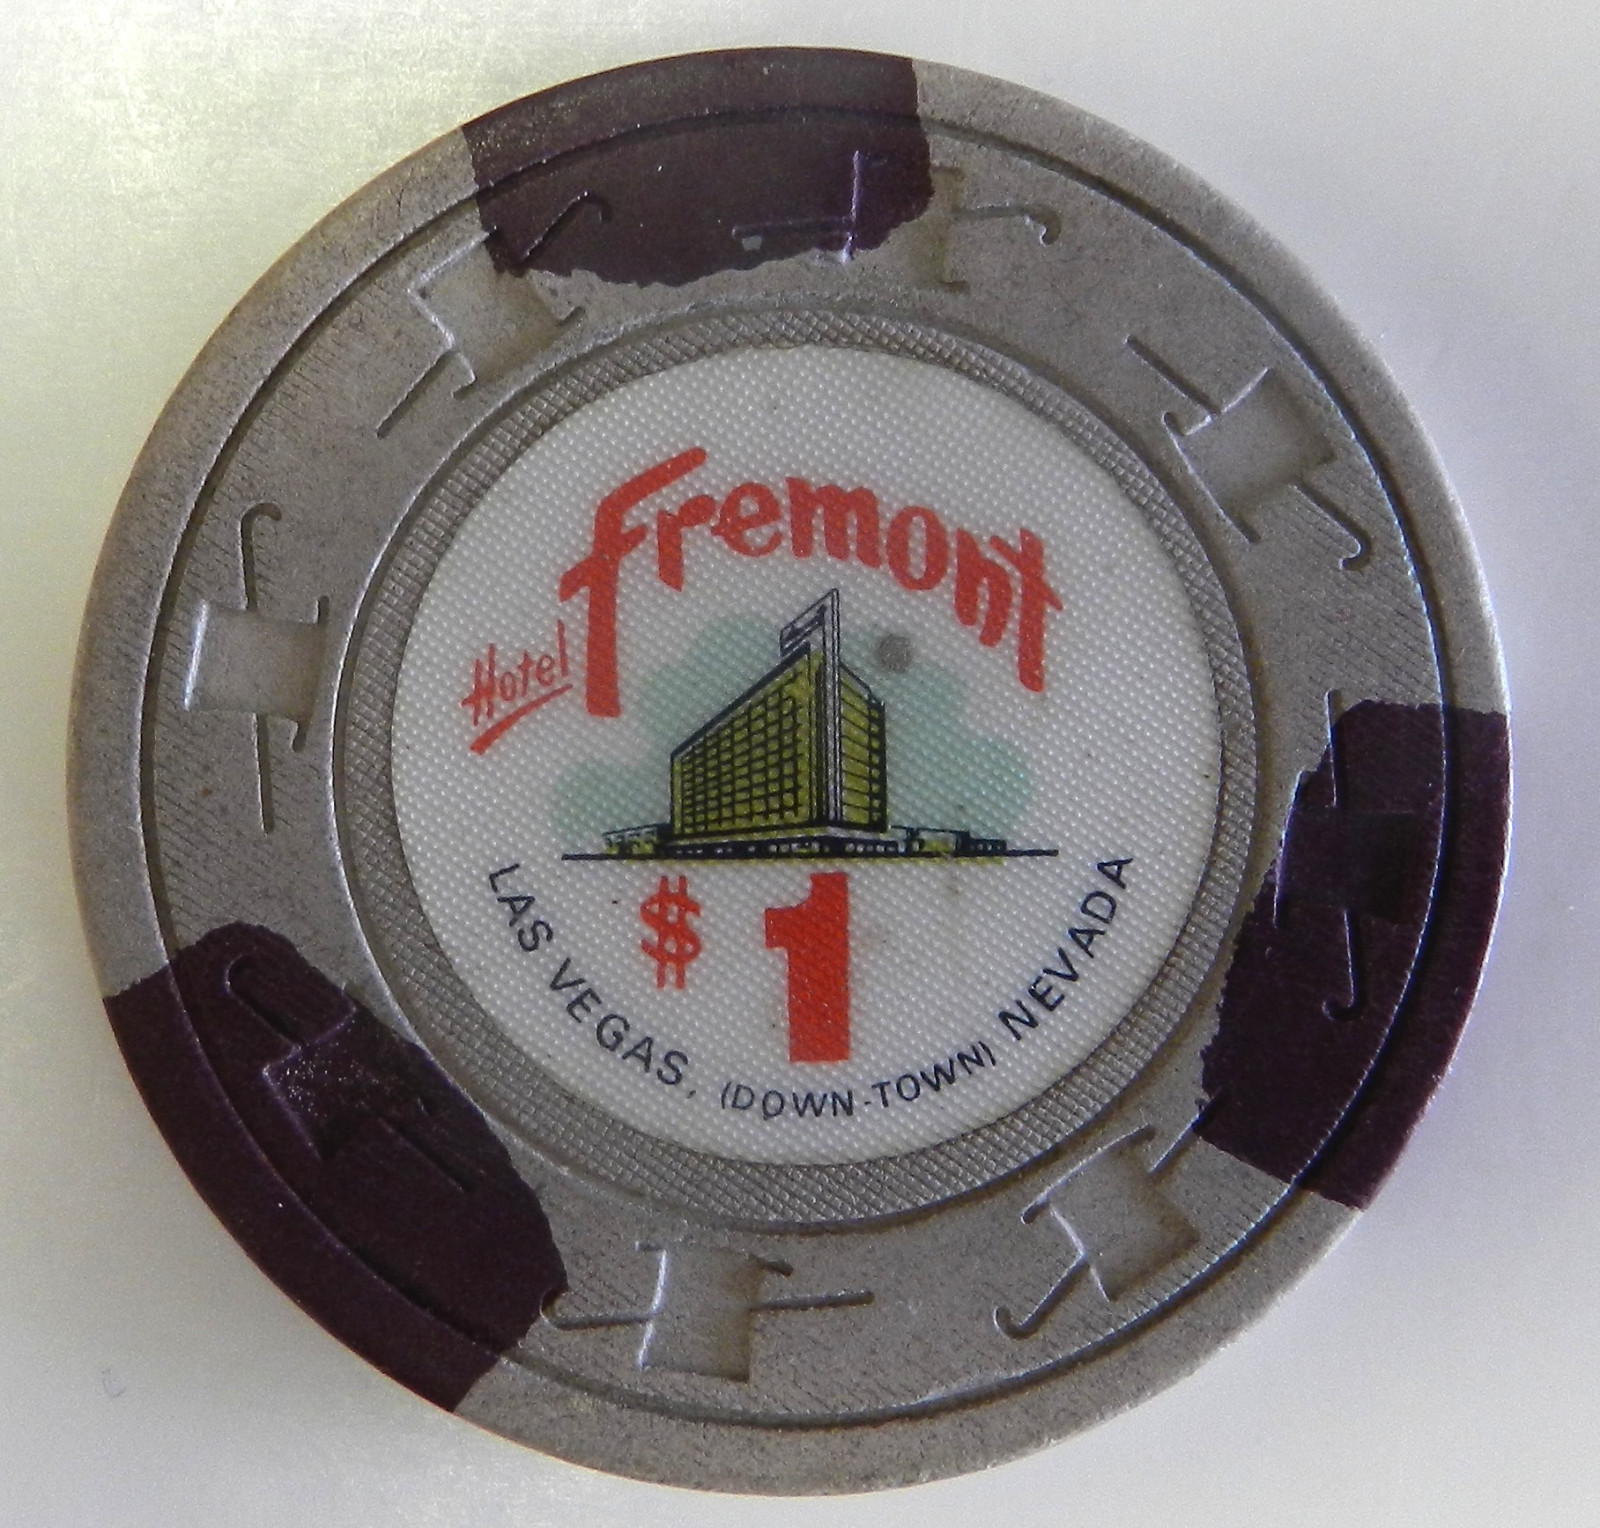 Hotel Fremont
$1
LAS VEGAS, (DOWN-TOWN) NEVADA